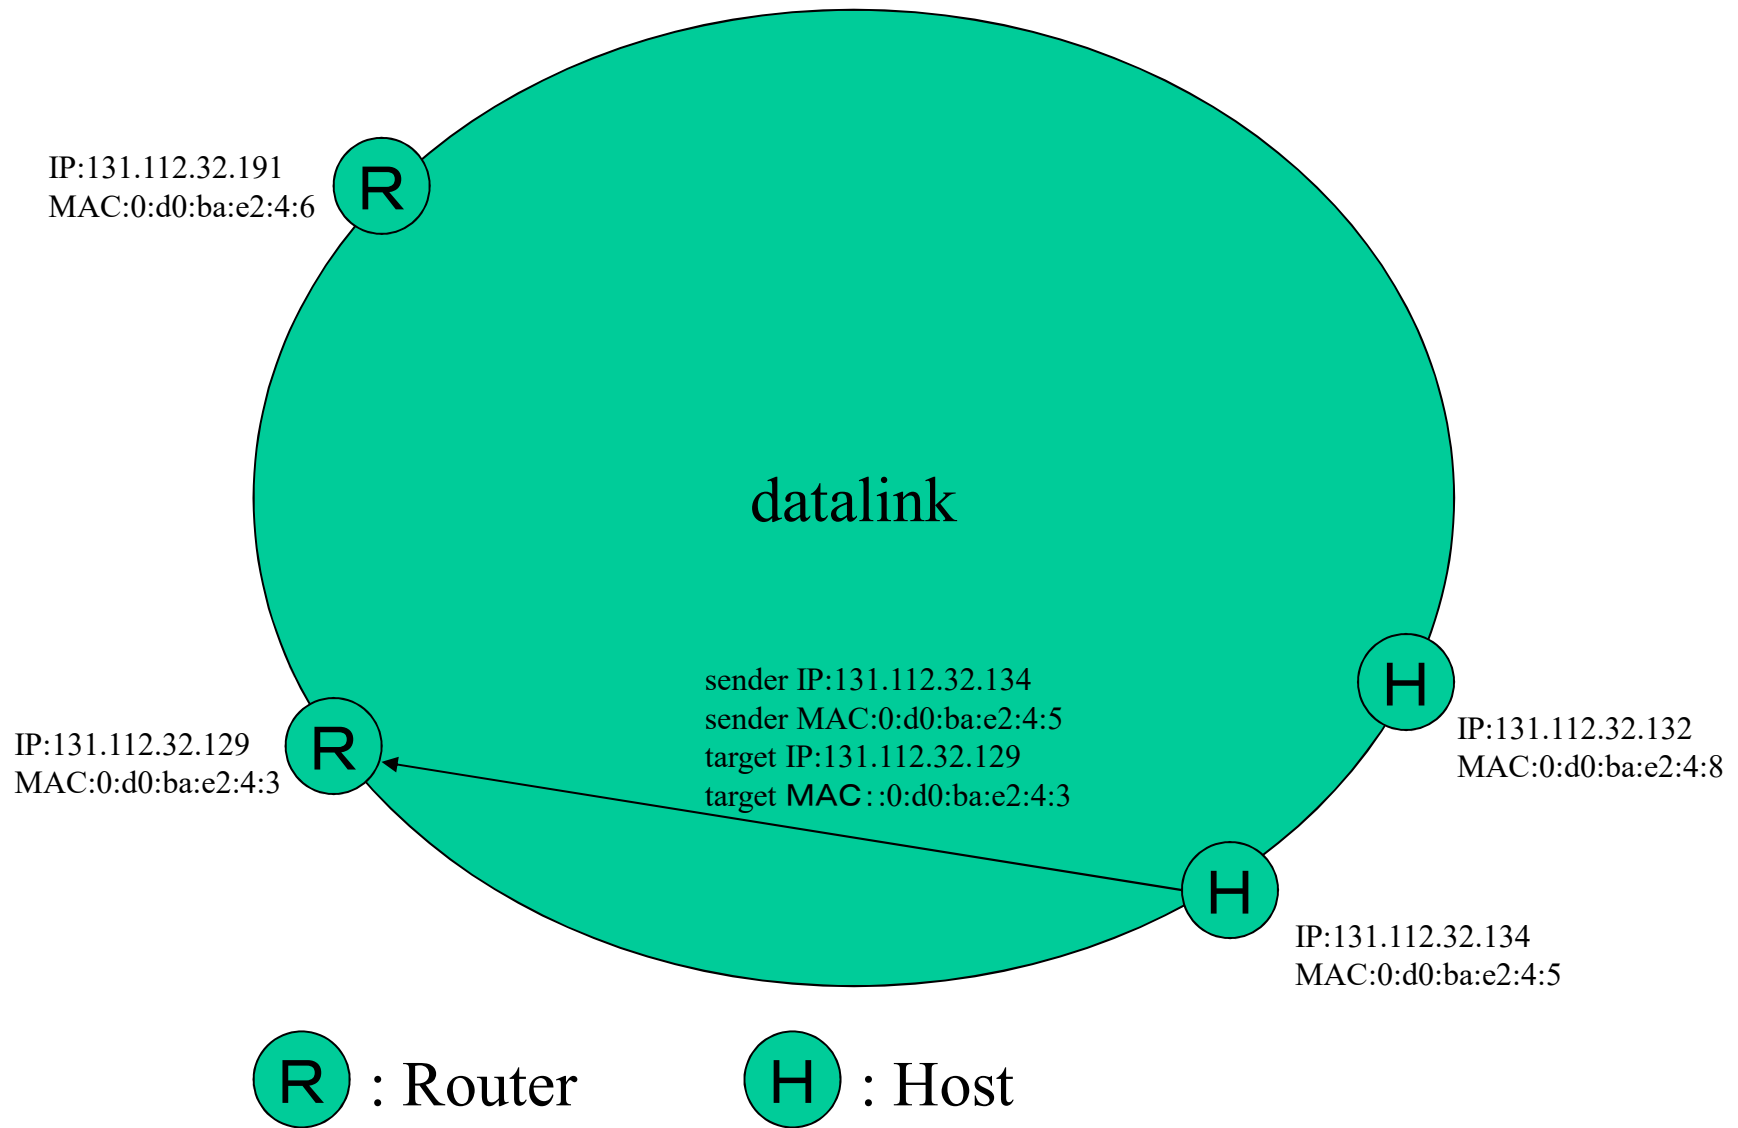 IP:131.112.32.191
MAC:0:d0:ba:e2:4:6
R
datalink
sender IP:131.112.32.134
sender MAC:0:d0:ba:e2:4:5
target IP:131.112.32.129
target MAC::0:d0:ba:e2:4:3
H
IP:131.112.32.132
MAC:0:d0:ba:e2:4:8
IP:131.112.32.129
MAC:0:d0:ba:e2:4:3
R
H
IP:131.112.32.134
MAC:0:d0:ba:e2:4:5
R : Router
H : Host